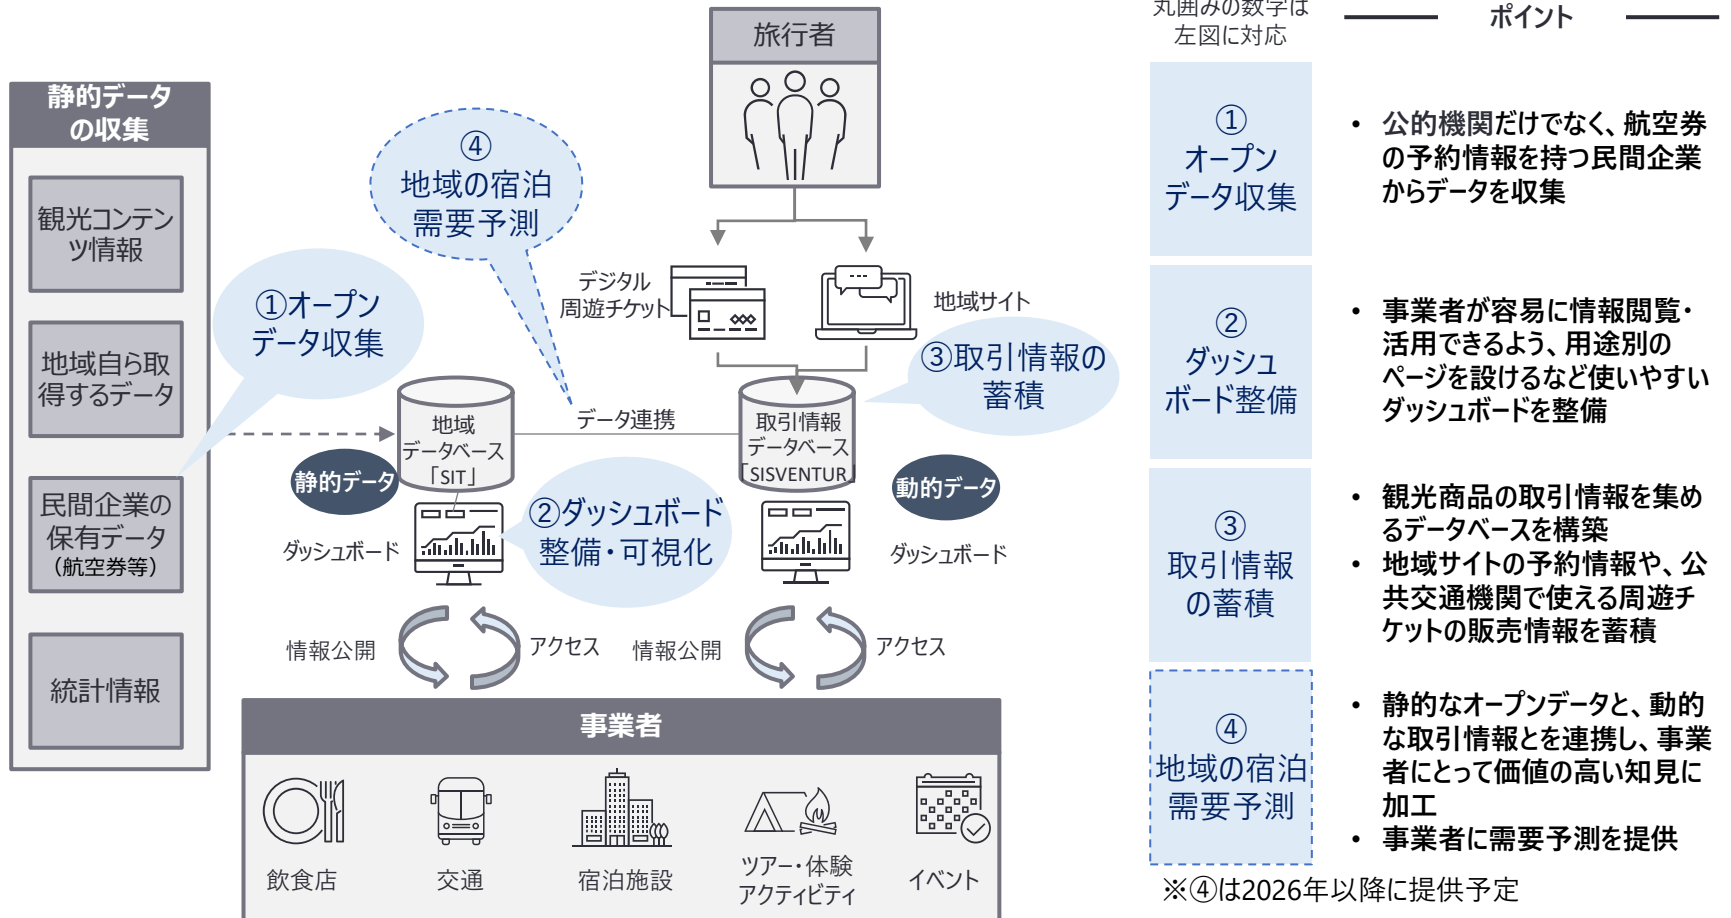 静的データ
の収集
観光コンテン
ツ情報
地域自ら取
得するデータ
民間企業の
保有データ
（航空券等）
統計情報
旅行者
④
地域の宿泊
需要予測
①オープン
データ収集
デジタル
周遊チケット
地域サイト
③取引情報の
蓄積
地域
データベース
「SIT」
データ連携
取引情報
データベース
「SISVENTUR」
静的データ
動的データ
②ダッシュボード
整備・可視化
ダッシュボード
ダッシュボード
情報公開
アクセス
情報公開
アクセス
事業者
飲食店
交通
宿泊施設
ツアー・体験
アクティビティ
イベント
丸囲みの数字は
左図に対応
ポイント
①
オープン
データ収集
• 公的機関だけでなく、航空券
の予約情報を持つ民間企業
からデータを収集
②
ダッシュ
ボード整備
• 事業者が容易に情報閲覧・
活用できるよう、用途別の
ページを設けるなど使いやすい
ダッシュボードを整備
③
取引情報
の蓄積
• 観光商品の取引情報を集め
るデータベースを構築
• 地域サイトの予約情報や、公
共交通機関で使える周遊チ
ケットの販売情報を蓄積
④
地域の宿泊
需要予測
• 静的なオープンデータと、動的
な取引情報とを連携し、事業
者にとって価値の高い知見に
加工
• 事業者に需要予測を提供
※④は2026年以降に提供予定